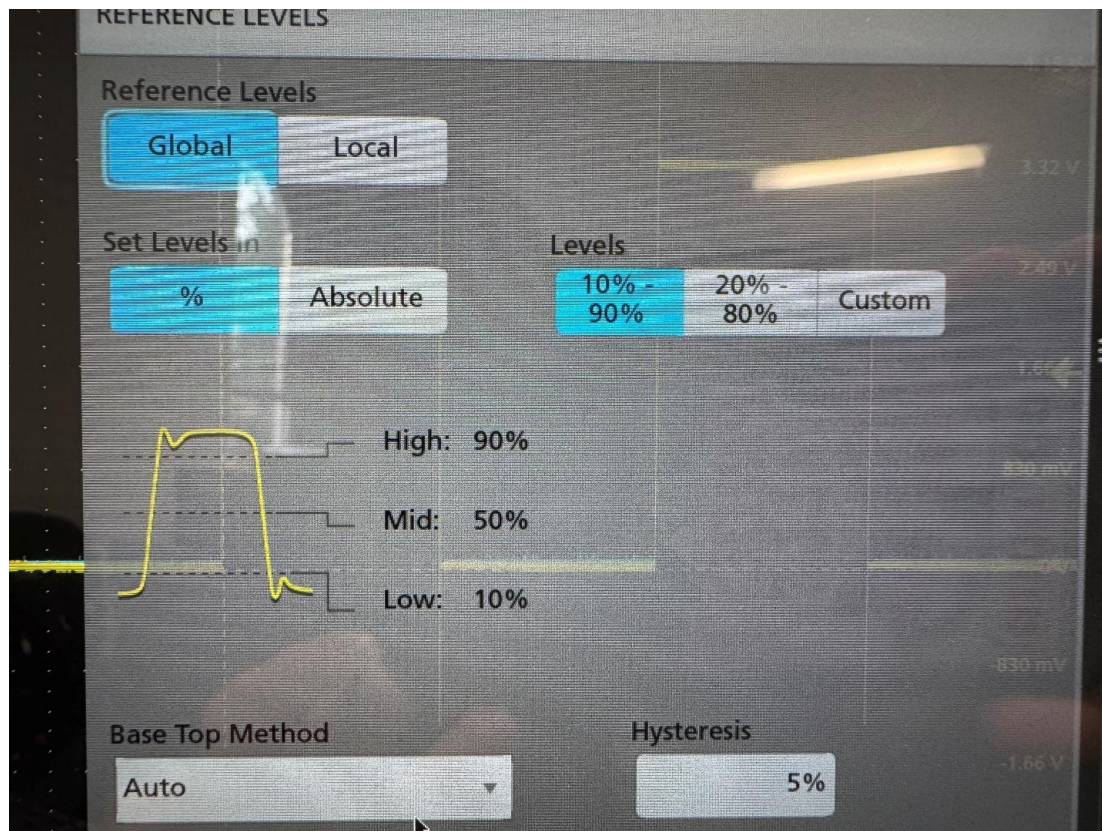 REFERENCE LEVELS
Reference Levels
Global
Local
Set Levels in
%
Absolute
Levels
10% -
90%
20% -
80%
Custom
High: 90%
Mid: 50%
Low: 10%
Base Top Method
Auto
Hysteresis
5%
3.32 V
2.49 V
830 mV
-830 mV
-1.66 V